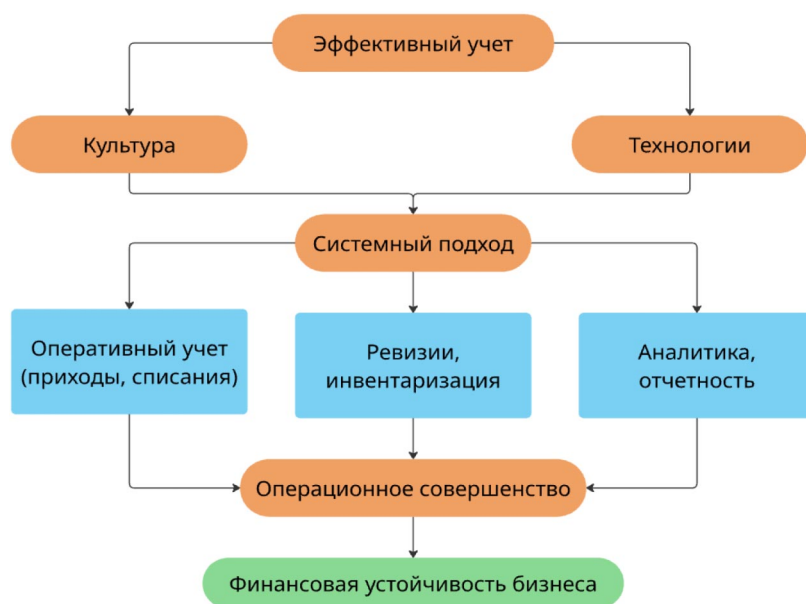 Эффективный учет
Культура
Технологии
Системный подход
Оперативный учет
(приходы, списания)
Ревизии,
инвентаризация
Аналитика,
отчетность
Операционное совершенство
Финансовая устойчивость бизнеса